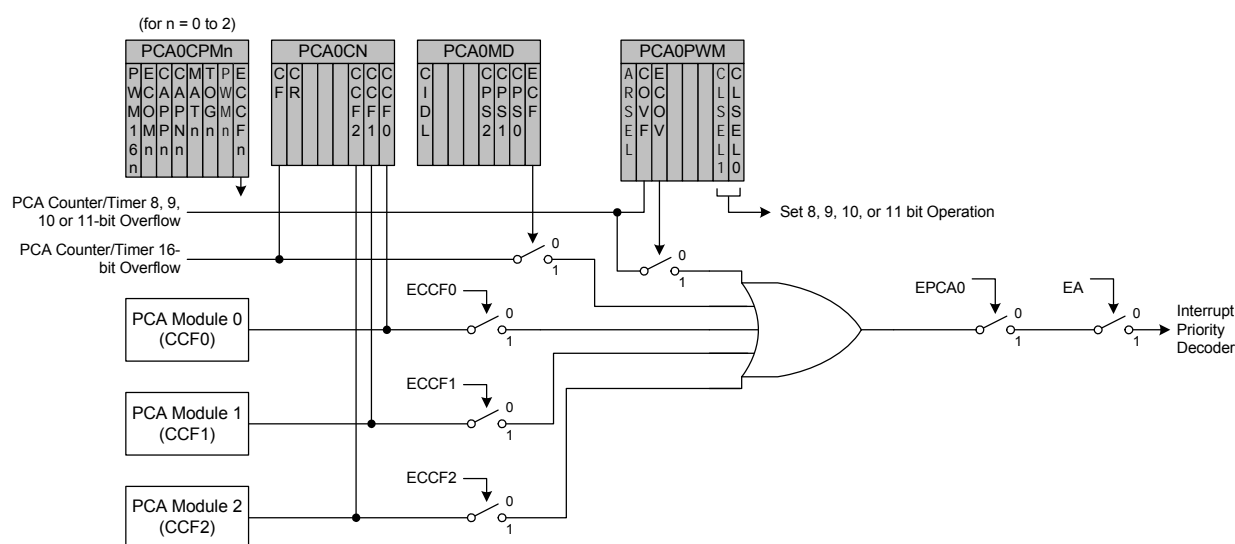 (for n = 0 to 2)
PCA0CPMn
PCA0CN
PCA0MD
PCA0PWM
PWM16n
ECOMn
CAPPn
CAPNn
MATn
TOGn
PWMn
ECCFn
CF
CR
CCF2
CCF1
CCF0
CIDL
CPS2
CPS1
CPS0
ECF
ARSEL
COVF
ECOV
CLSEL1
CLSEL0
PCA Counter/Timer 8, 9,
10 or 11-bit Overflow
Set 8, 9, 10, or 11 bit Operation
PCA Counter/Timer 16-
bit Overflow
0
1
0
1
PCA Module 0
(CCF0)
ECCF0
0
1
EPCA0
0
1
EA
0
1
Interrupt
Priority
Decoder
PCA Module 1
(CCF1)
ECCF1
0
1
PCA Module 2
(CCF2)
ECCF2
0
1